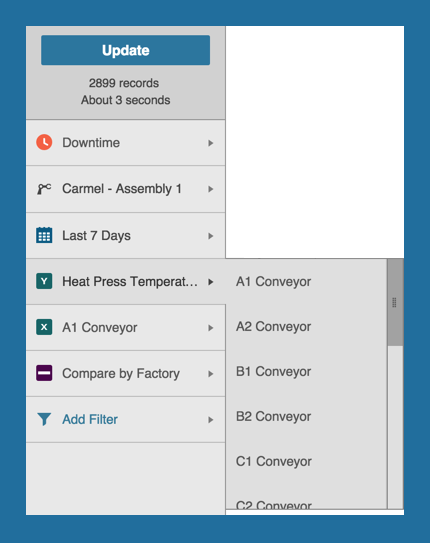 Update
2899 records
About 3 seconds
Downtime
Carmel - Assembly 1
Last 7 Days
Y
Heat Press Temperat...
X
A1 Conveyor
Compare by Factory
Add Filter
A1 Conveyor
A2 Conveyor
B1 Conveyor
B2 Conveyor
C1 Conveyor
C2 Conveyor